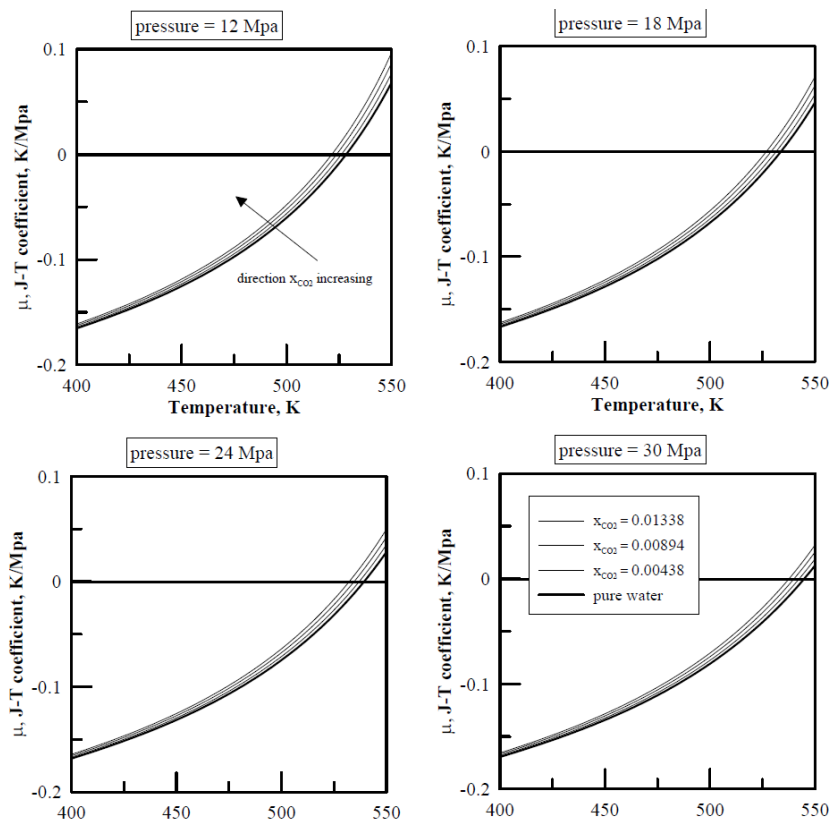 pressure = 12 Mpa
0.1
0
-0.1
-0.2
μ, J-T coefficient, K/Mpa
direction xCO2 increasing
400
450
500
550
Temperature, K
pressure = 18 Mpa
0.1
0
-0.1
-0.2
μ, J-T coefficient, K/Mpa
400
450
500
550
Temperature, K
pressure = 24 Mpa
0.1
0
-0.1
-0.2
μ, J-T coefficient, K/Mpa
400
450
500
550
pressure = 30 Mpa
0.1
0
-0.1
-0.2
μ, J-T coefficient, K/Mpa
xCO2 = 0.01338
xCO2 = 0.00894
xCO2 = 0.00438
pure water
400
450
500
550